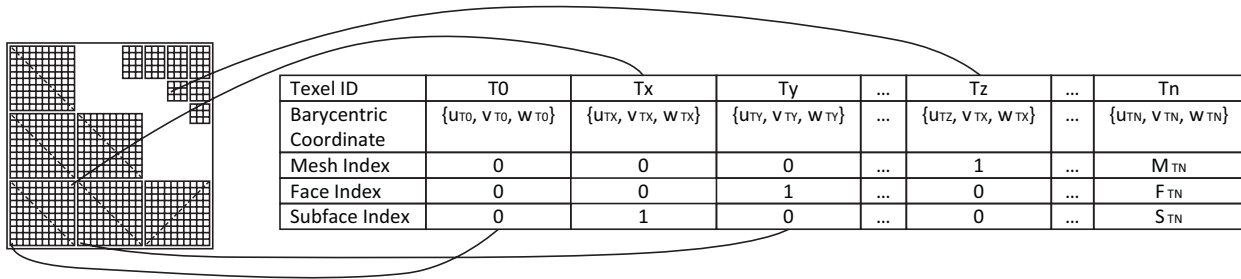 Texel ID T0 Tx Ty ... Tz ... Tn
Barycentric Coordinate {uT0, vT0, wT0} {uTX, vTX, wTX} {uTY, vTY, wTY} ... {uTZ, vTX, wTX} ... {uTN, vTN, wTN}
Mesh Index 0 0 0 ... 1 ... MTN
Face Index 0 0 1 ... 0 ... FTN
Subface Index 0 1 0 ... 0 ... STN